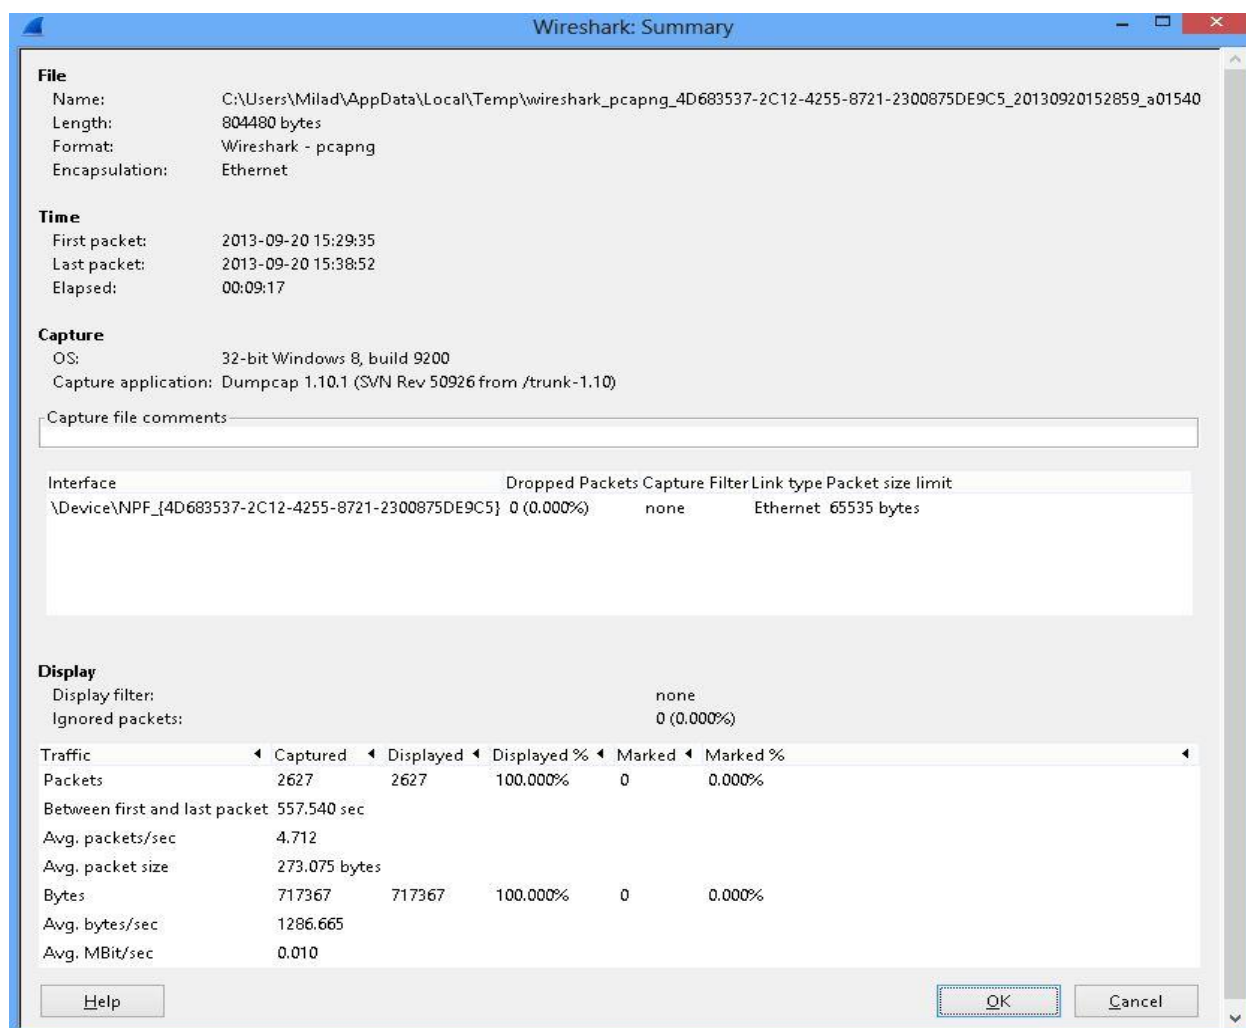 Wireshark: Summary
File
Name: C:\Users\Milad\AppData\Local\Temp\wireshark_pcapng_4D683537-2C12-4255-8721-2300875DE9C5_20130920152859_a01540
Length: 804480 bytes
Format: Wireshark - pcapng
Encapsulation: Ethernet
Time
First packet: 2013-09-20 15:29:35
Last packet: 2013-09-20 15:38:52
Elapsed: 00:09:17
Capture
OS: 32-bit Windows 8, build 9200
Capture application: Dumpcap 1.10.1 (SVN Rev 50926 from /trunk-1.10)
Capture file comments
Interface Dropped Packets Capture Filter Link type Packet size limit
\Device\NPF_{4D683537-2C12-4255-8721-2300875DE9C5} 0 (0.000%) none Ethernet 65535 bytes
Display
Display filter: none
Ignored packets: 0 (0.000%)
Traffic Captured Displayed Displayed % Marked Marked %
Packets 2627 2627 100.000% 0 0.000%
Between first and last packet 557.540 sec
Avg. packets/sec 4.712
Avg. packet size 273.075 bytes
Bytes 717367 717367 100.000% 0 0.000%
Avg. bytes/sec 1286.665
Avg. MBit/sec 0.010
Help OK Cancel